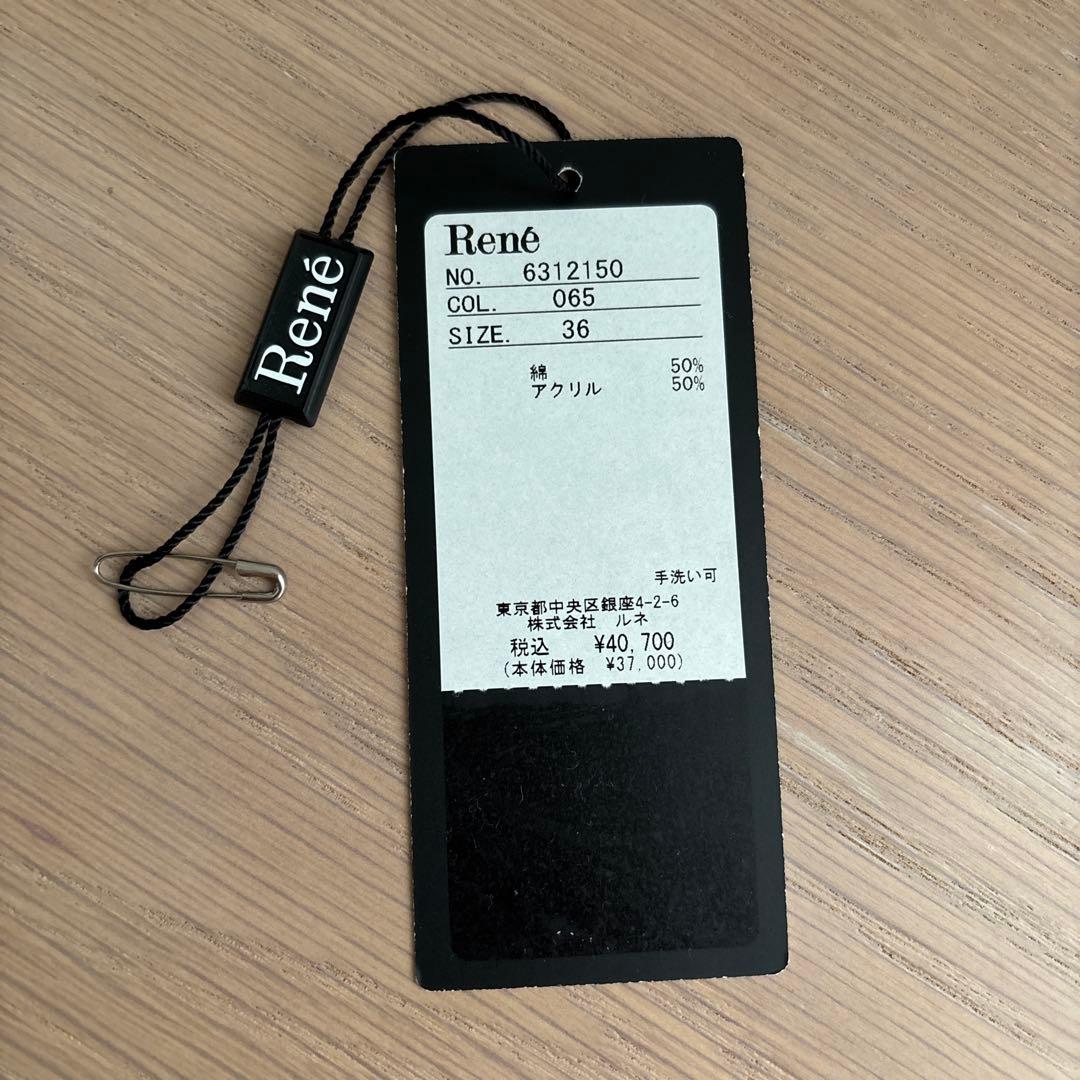 René
René
NO. 6312150
COL. 065
SIZE. 36
綿 50%
アクリル 50%
手洗い可
東京都中央区銀座4-2-6
株式会社 ルネ
税込 ¥40,700
(本体価格 ¥37,000)